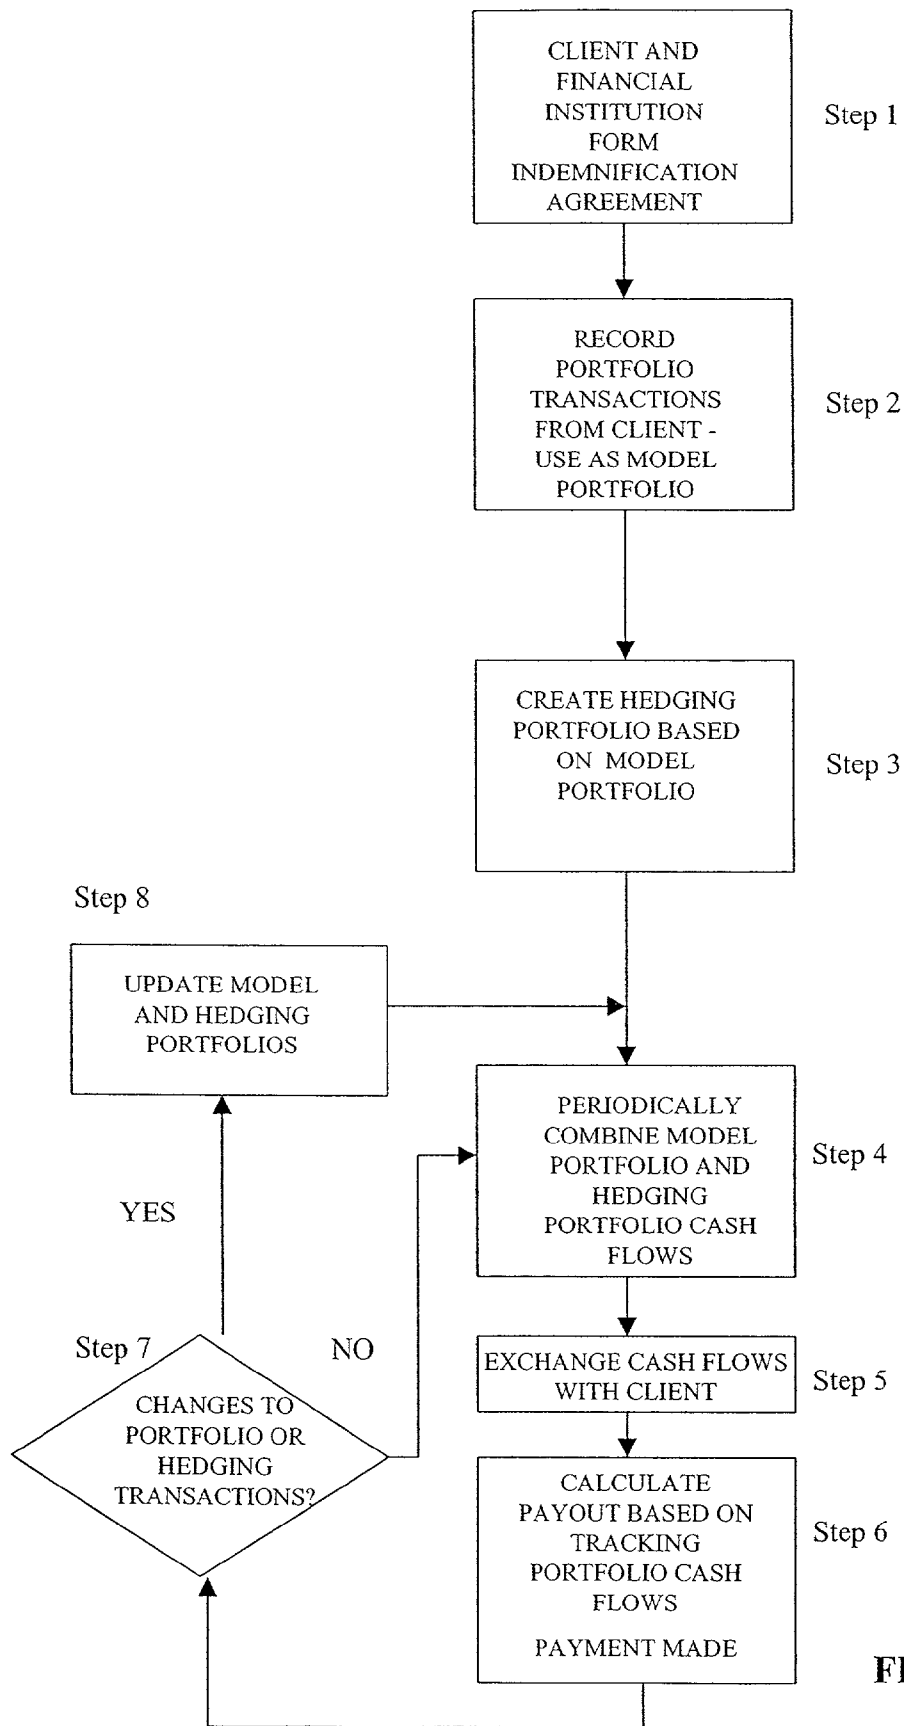 CLIENT AND
FINANCIAL
INSTITUTION
FORM
INDEMNIFICATION
AGREEMENT
Step 1
RECORD
PORTFOLIO
TRANSACTIONS
FROM CLIENT -
USE AS MODEL
PORTFOLIO
Step 2
CREATE HEDGING
PORTFOLIO BASED
ON MODEL
PORTFOLIO
Step 3
Step 8
UPDATE MODEL
AND HEDGING
PORTFOLIOS
PERIODICALLY
COMBINE MODEL
PORTFOLIO AND
HEDGING
PORTFOLIO CASH
FLOWS
Step 4
YES
Step 7
NO
EXCHANGE CASH FLOWS
WITH CLIENT
Step 5
CHANGES TO
PORTFOLIO OR
HEDGING
TRANSACTIONS?
CALCULATE
PAYOUT BASED ON
TRACKING
PORTFOLIO CASH
FLOWS
PAYMENT MADE
Step 6